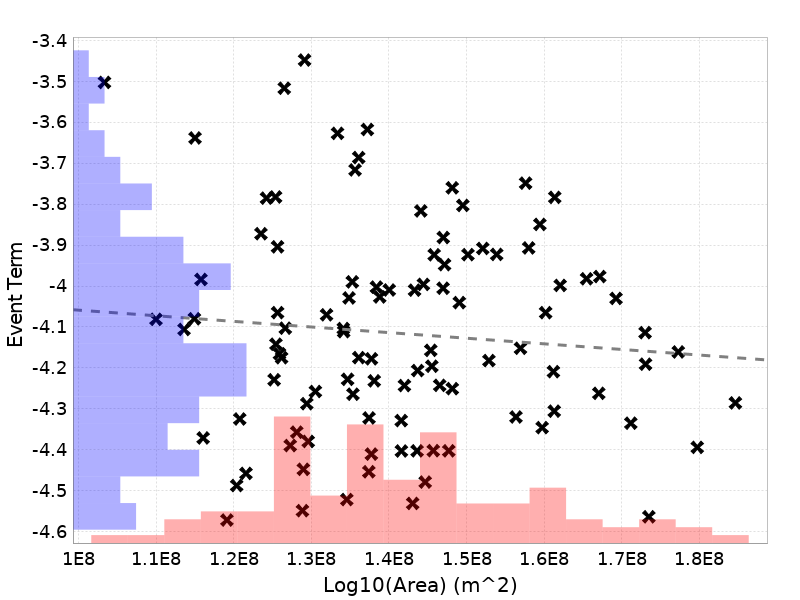 -3.4
-3.5
-3.6
-3.7
-3.8
-3.9
-4
-4.1
-4.2
-4.3
-4.4
-4.5
-4.6
Event Term
1E8
1.1E8
1.2E8
1.3E8
1.4E8
1.5E8
1.6E8
1.7E8
1.8E8
Log10(Area) (m^2)